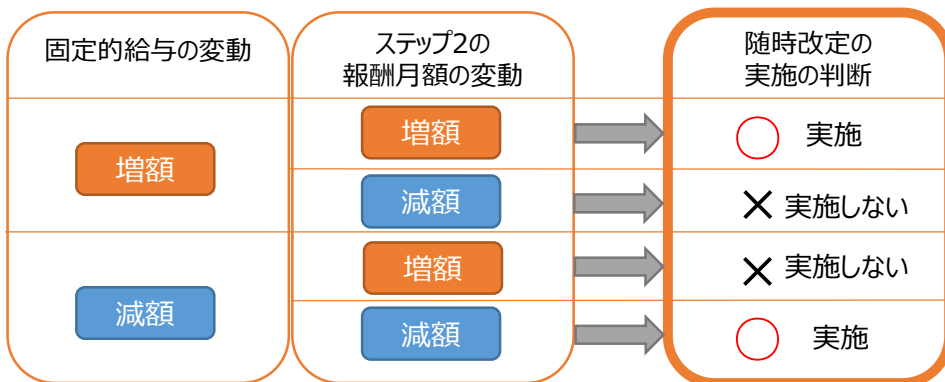 固定的給与の変動
ステップ2の
報酬月額の変動
随時改定の
実施の判断
増額
増額
実施
減額
実施しない
減額
増額
実施しない
減額
実施